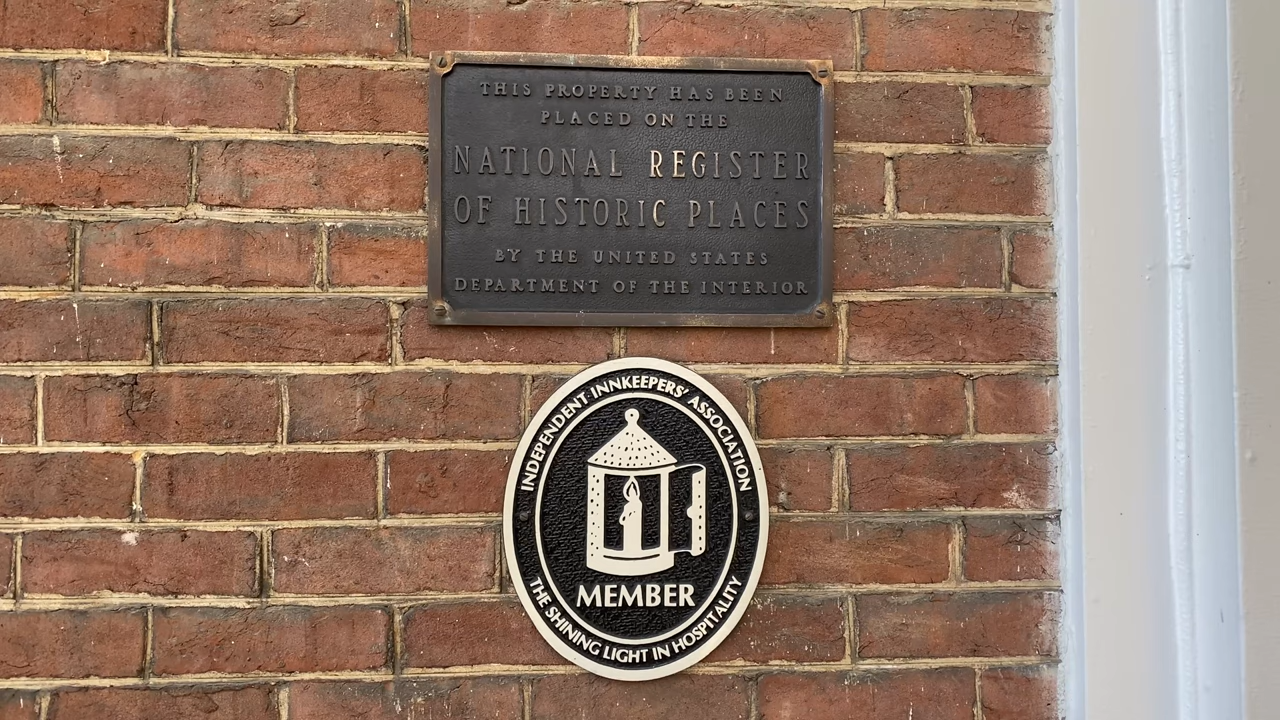 THIS PROPERTY HAS BEEN
PLACED ON THE
NATIONAL REGISTER
OF HISTORIC PLACES
BY THE UNITED STATES
DEPARTMENT OF THE INTERIOR
INDEPENDENT INNKEEPERS' ASSOCIATION
MEMBER
THE SHINING LIGHT IN HOSPITALITY